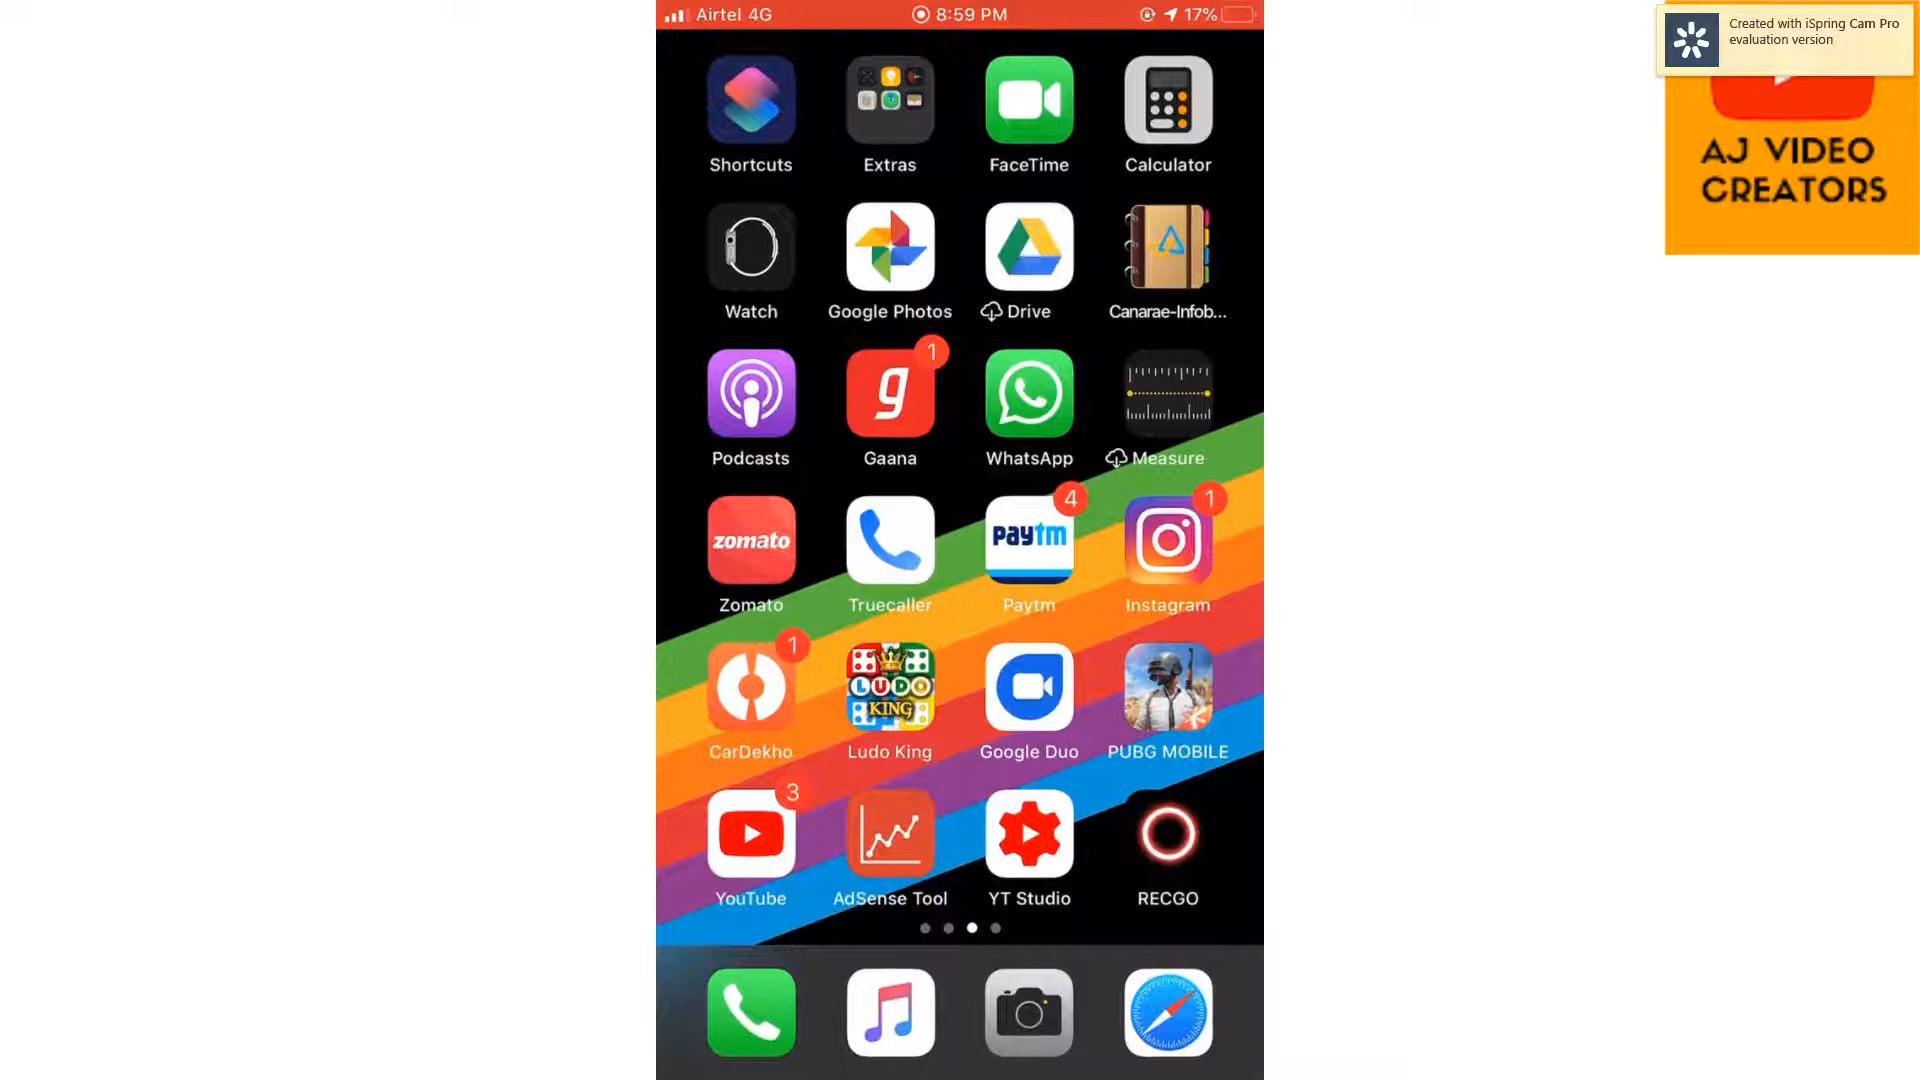 Airtel 4G 8:59 PM 17%
Created with iSpring Cam Pro
evaluation version
AJ VIDEO
CREATORS
Shortcuts Extras FaceTime Calculator
Watch Google Photos Drive Canarae-Infob...
1
g
Podcasts Gaana WhatsApp Measure
4 1
zomato paytm
Zomato Truecaller Paytm Instagram
1
LUDO
KING
CarDekho Ludo King Google Duo PUBG MOBILE
3
YouTube AdSense Tool YT Studio RECGO